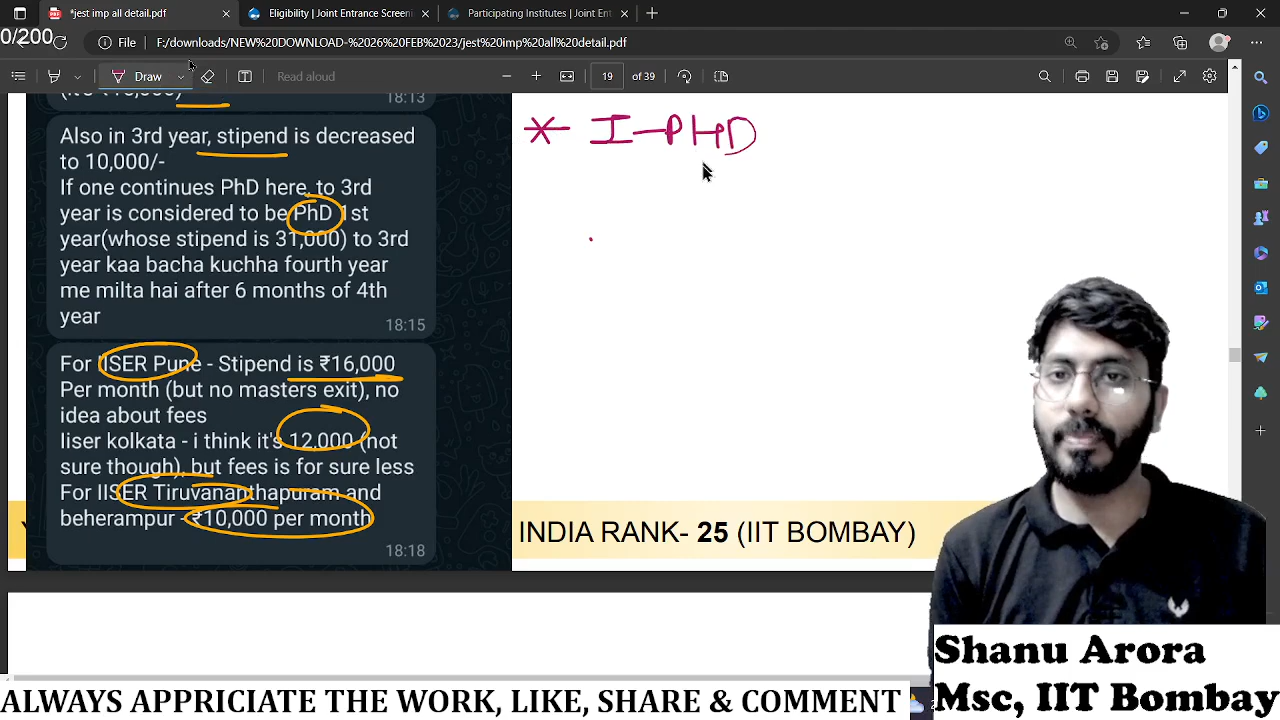 *jest imp all detail.pdf
Eligibility | Joint Entrance Screeni
Participating Institutes | Joint Ent
0/200
File
F:/downloads/NEW%20DOWNLOAD-%2026%20FEB%2023/jest%20imp%20all%20detail.pdf
Draw
Read aloud
19 of 39
18:13
Also in 3rd year, stipend is decreased
to 10,000/-
If one continues PhD here, to 3rd
year is considered to be PhD 1st
year(whose stipend is 31,000) to 3rd
year kaa bacha kuchha fourth year
me milta hai after 6 months of 4th
year
18:15
For IISER Pune - Stipend is ₹16,000
Per month (but no masters exit), no
idea about fees
Iiser kolkata - i think it's 12,000 (not
sure though), but fees is for sure less
For IISER Tiruvananthapuram and
beherampur - ₹10,000 per month
18:18
* I-PHD
INDIA RANK- 25 (IIT BOMBAY)
Shanu Arora
Msc, IIT Bombay
ALWAYS APPRICIATE THE WORK, LIKE, SHARE & COMMENT